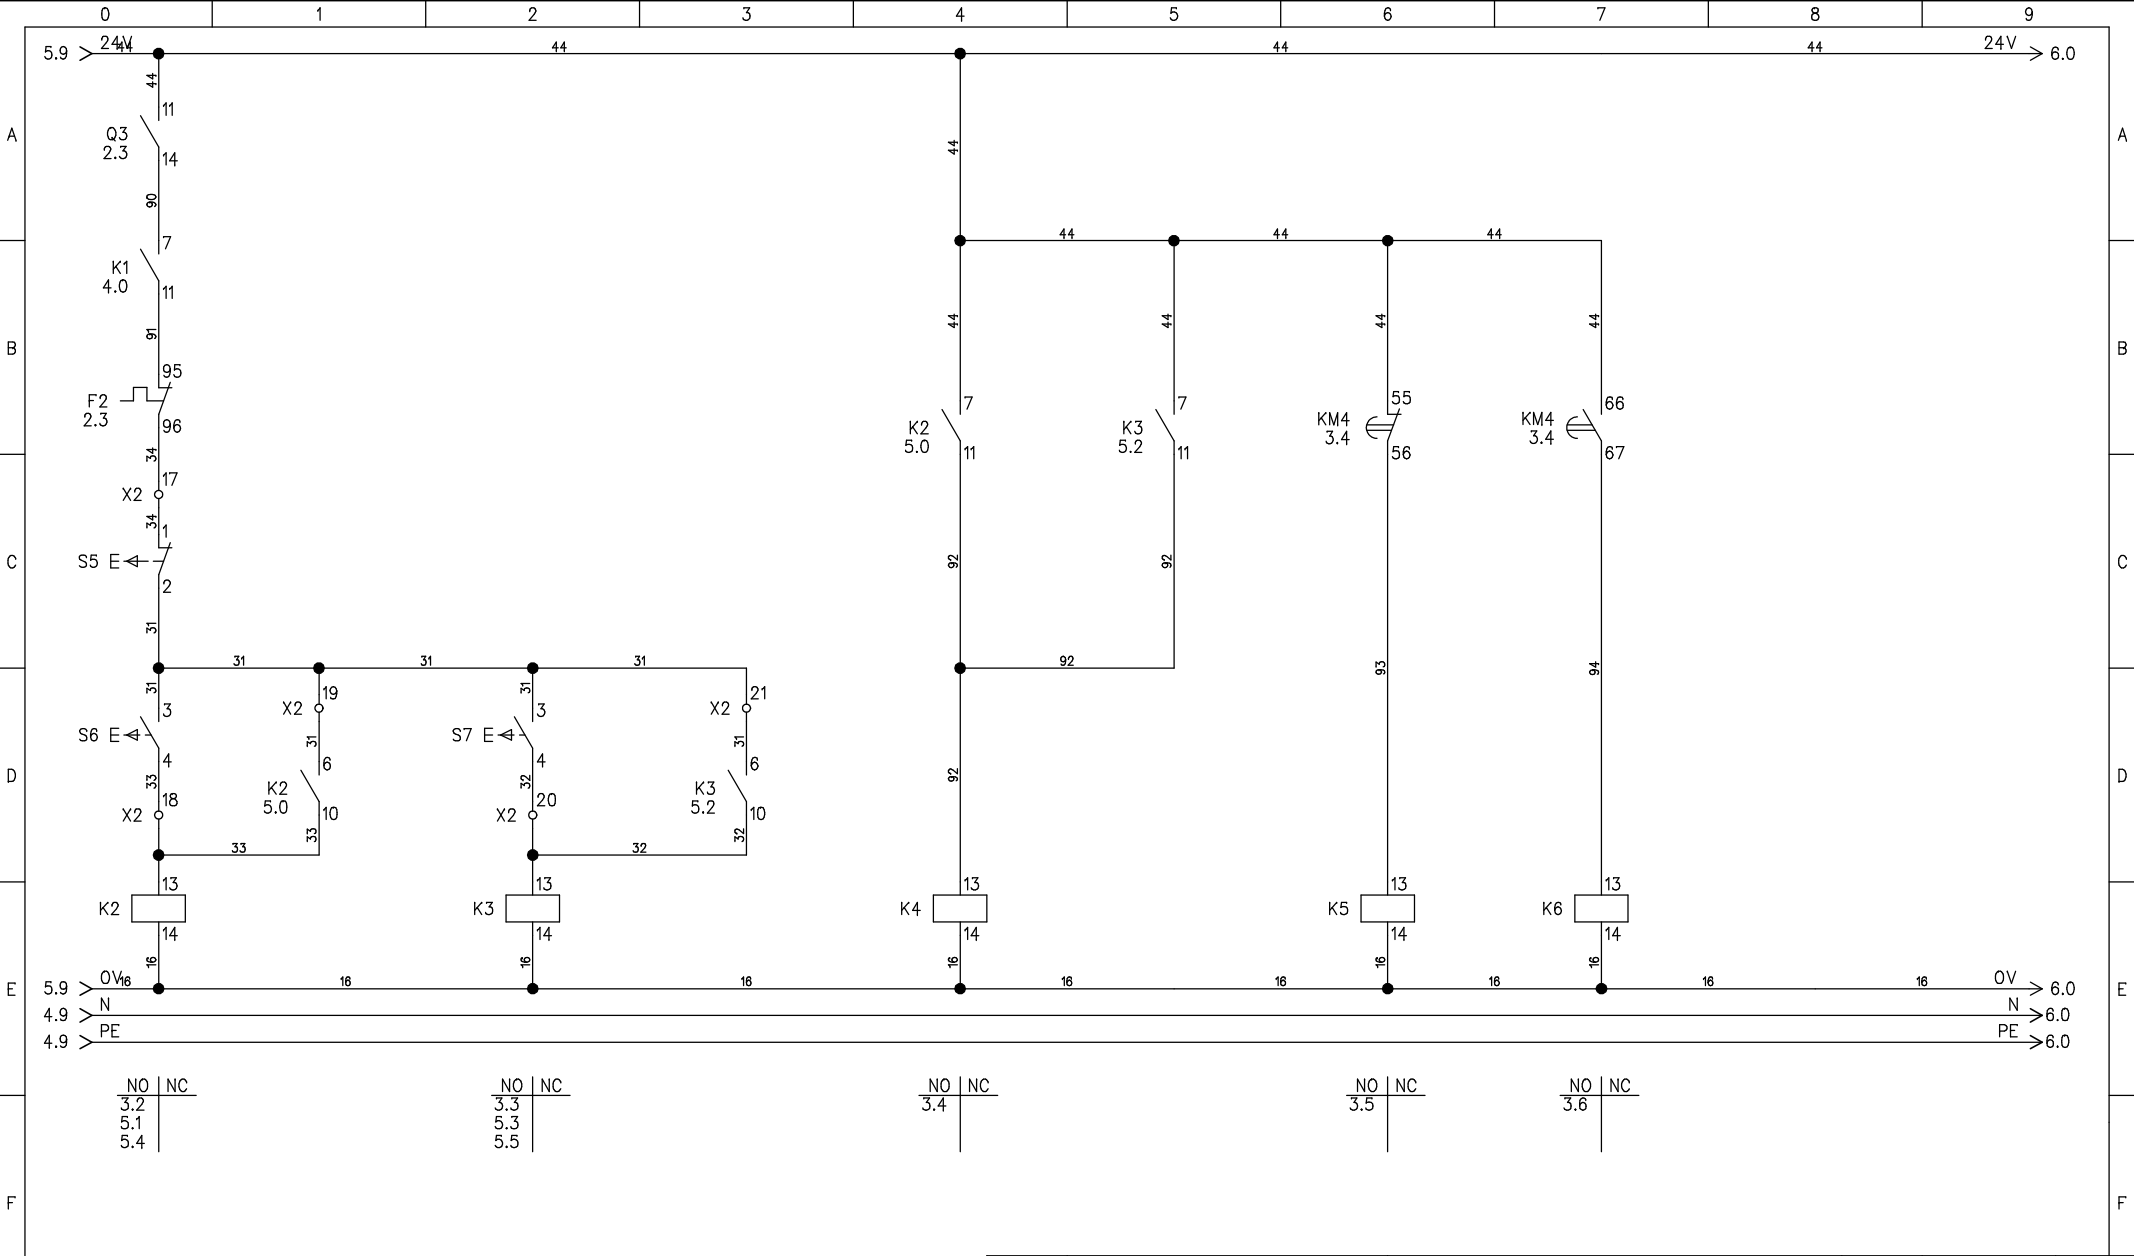 0 1 2 3 4 5 6 7 8 9
5.9 24V 44 44 44 44 24V 6.0
44
11
A Q3 A
2.3
14
44
90
7
44 44 44
K1
4.0
11
91 44 44 44 44
B B
95
F2
2.3
96
55
7 7 66
K2 K3 KM4 KM4
5.0 5.2 3.4 3.4
11 11 56 67
34
17
X2
34
1
C S5 E 92 92 C
2
31
31 31 31 92
93 94
31 19 31 21
X2 X2
3 3
S6 E 31 S7 E 31
4 6 4 6
D 33 K2 32 K3 92 D
5.0 5.2
18 10 20 10
X2 33 X2 32
33 32
13 13 13 13 13
K2 K3 K4 K5 K6
14 14 14 14 14
16 16 16 16 16
E 5.9 0V 16 16 16 16 16 16 16 16 0V 6.0 E
4.9 N N 6.0
4.9 PE PE 6.0
NO NC NO NC NO NC NO NC NO NC
3.2 3.3 3.4 3.5 3.6
5.1 5.3
5.4 5.5
F F